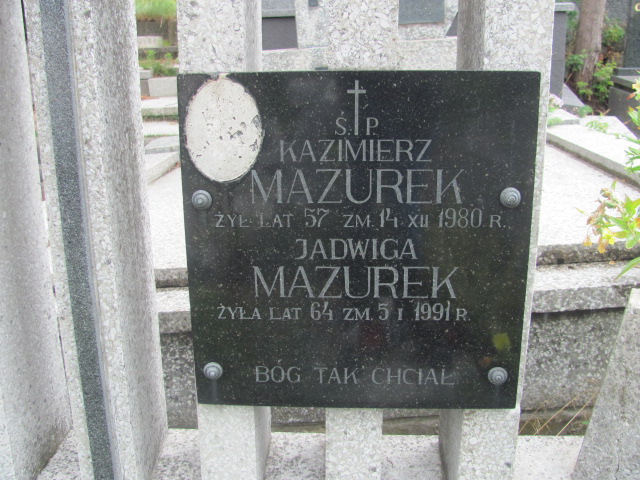 Ś. P.
KAZIMIERZ
MAZUREK
ŻYŁ LAT 57 ZM. 14 XII 1980 R.
JADWIGA
MAZUREK
ŻYŁA LAT 64 ZM. 5 I 1991 R.
BÓG TAK CHCIAŁ